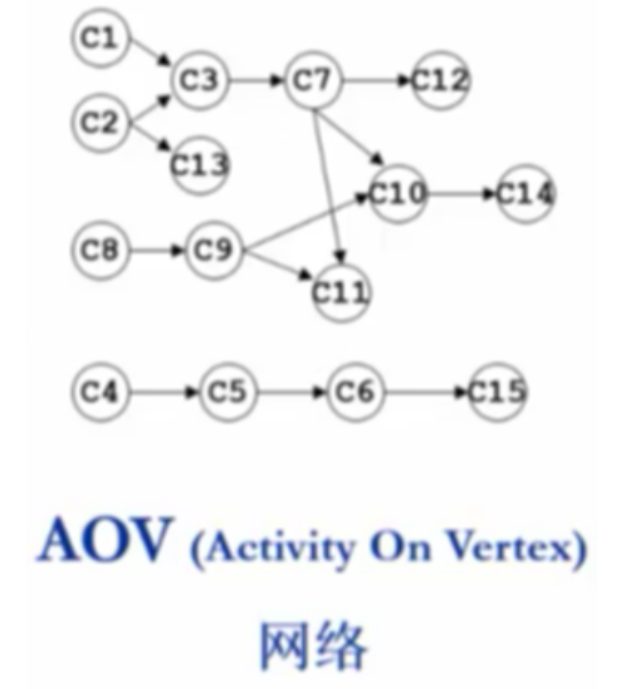 C1
C3 C7 C12
C2
C13
C10 C14
C8 C9
C11
C4 C5 C6 C15
AOV (Activity On Vertex)
网络